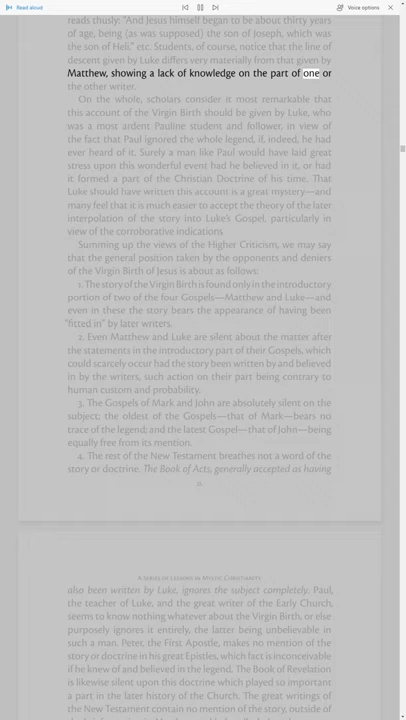 Read aloud
Voice options
reads thusly: "And Jesus himself began to be about thirty years
of age, being (as was supposed) the son of Joseph, which was
the son of Heli," etc. Students, of course, notice that the line of
descent given by Luke differs very materially from that given by
Matthew, showing a lack of knowledge on the part of one or
the other writer.
On the whole, scholars consider it most remarkable that
this account of the Virgin Birth should be given by Luke, who
was a most ardent Pauline student and follower, in view of
the fact that Paul ignored the whole legend, if, indeed, he had
ever heard of it. Surely a man like Paul would have laid great
stress upon this wonderful event had he believed in it, or had
it formed a part of the Christian Doctrine of his time. That
Luke should have written this account is a great mystery—and
many feel that it is much easier to accept the theory of the later
interpolation of the story into Luke's Gospel, particularly in
view of the corroborative indications.
Summing up the views of the Higher Criticism, we may say
that the general position taken by the opponents and deniers
of the Virgin Birth of Jesus is about as follows:
1. The story of the Virgin Birth is found only in the introductory
portion of two of the four Gospels—Matthew and Luke—and
even in these the story bears the appearance of having been
"fitted in" by later writers.
2. Even Matthew and Luke are silent about the matter after
the statements in the introductory part of their Gospels, which
could scarcely occur had the story been written by and believed
in by the writers, such action on their part being contrary to
human custom and probability.
3. The Gospels of Mark and John are absolutely silent on the
subject; the oldest of the Gospels—that of Mark—bears no
trace of the legend; and the latest Gospel—that of John—being
equally free from its mention.
4. The rest of the New Testament breathes not a word of the
story or doctrine. The Book of Acts, generally accepted as having
A Series of Lessons in Mystic Christianity
also been written by Luke, ignores the subject completely. Paul,
the teacher of Luke, and the great writer of the Early Church,
seems to know nothing whatever about the Virgin Birth, or else
purposely ignores it entirely, the latter being unbelievable in
such a man. Peter, the First Apostle, makes no mention of the
story or doctrine in his great Epistles, which fact is inconceivable
if he knew of and believed in the legend. The Book of Revelation
is likewise silent upon this doctrine which played so important
a part in the later history of the Church. The great writings of
the New Testament contain no mention of the story, outside of